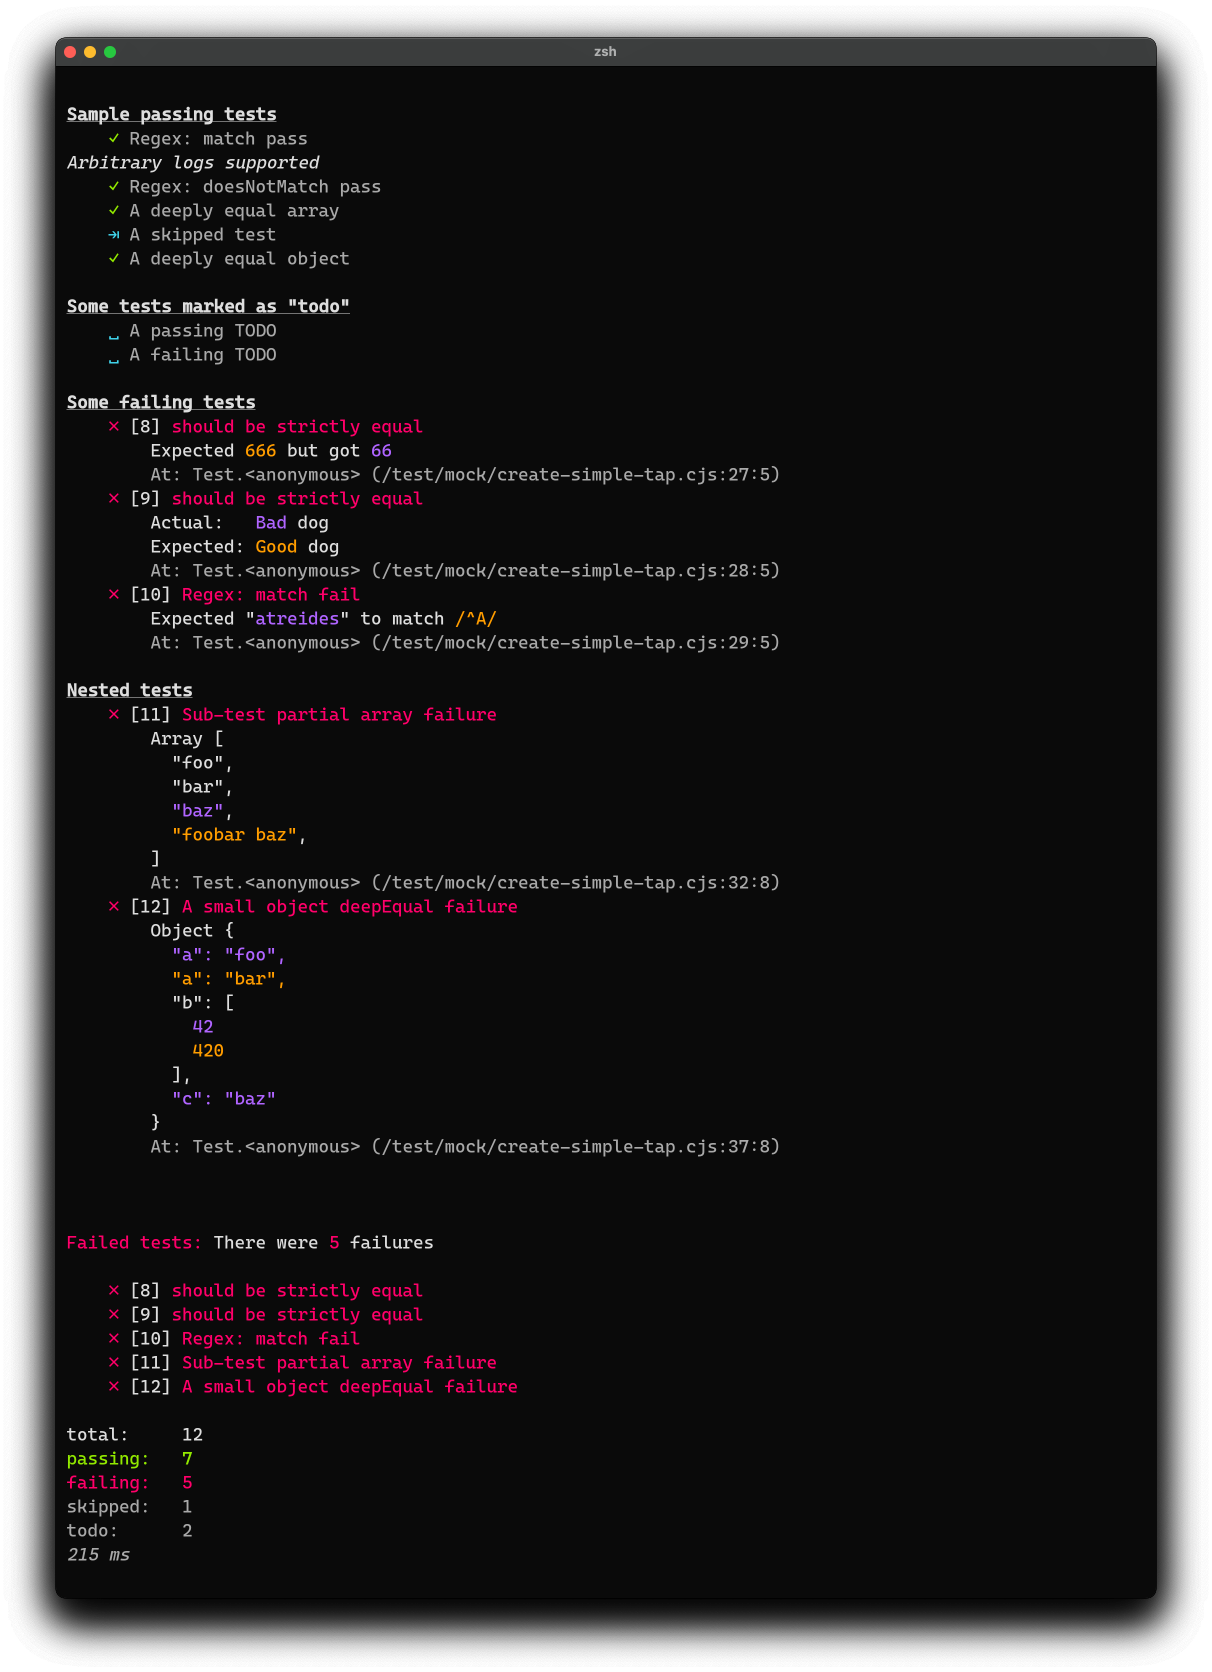 zsh
Sample passing tests
✓ Regex: match pass
Arbitrary logs supported
✓ Regex: doesNotMatch pass
✓ A deeply equal array
⇥ A skipped test
✓ A deeply equal object
Some tests marked as "todo"
␣ A passing TODO
␣ A failing TODO
Some failing tests
✕ [8] should be strictly equal
Expected 666 but got 66
At: Test.<anonymous> (/test/mock/create-simple-tap.cjs:27:5)
✕ [9] should be strictly equal
Actual:   Bad dog
Expected: Good dog
At: Test.<anonymous> (/test/mock/create-simple-tap.cjs:28:5)
✕ [10] Regex: match fail
Expected "atreides" to match /^A/
At: Test.<anonymous> (/test/mock/create-simple-tap.cjs:29:5)
Nested tests
✕ [11] Sub-test partial array failure
Array [
"foo",
"bar",
"baz",
"foobar baz",
]
At: Test.<anonymous> (/test/mock/create-simple-tap.cjs:32:8)
✕ [12] A small object deepEqual failure
Object {
"a": "foo",
"a": "bar",
"b": [
42
420
],
"c": "baz"
}
At: Test.<anonymous> (/test/mock/create-simple-tap.cjs:37:8)
Failed tests: There were 5 failures
✕ [8] should be strictly equal
✕ [9] should be strictly equal
✕ [10] Regex: match fail
✕ [11] Sub-test partial array failure
✕ [12] A small object deepEqual failure
total:     12
passing:   7
failing:   5
skipped:   1
todo:      2
215 ms